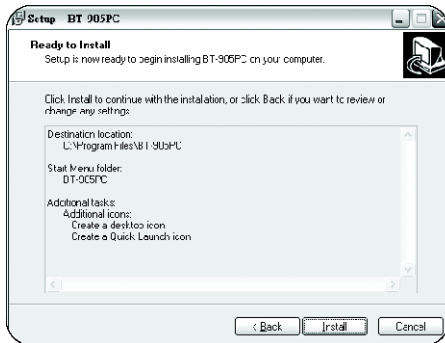 Setup BT 905PC
Ready to Install
Setup is now ready to begin installing BT-905PC on your computer.
Click Install to continue with the installation, or click Back if you want to review or
change any settings
Destination location:
C:\Program Files\BT-905PC
Start Menu folder:
BT-905PC
Additional tasks:
Additional icons:
Create a desktop icon
Create a Quick Launch icon
< Back
Install
Cancel